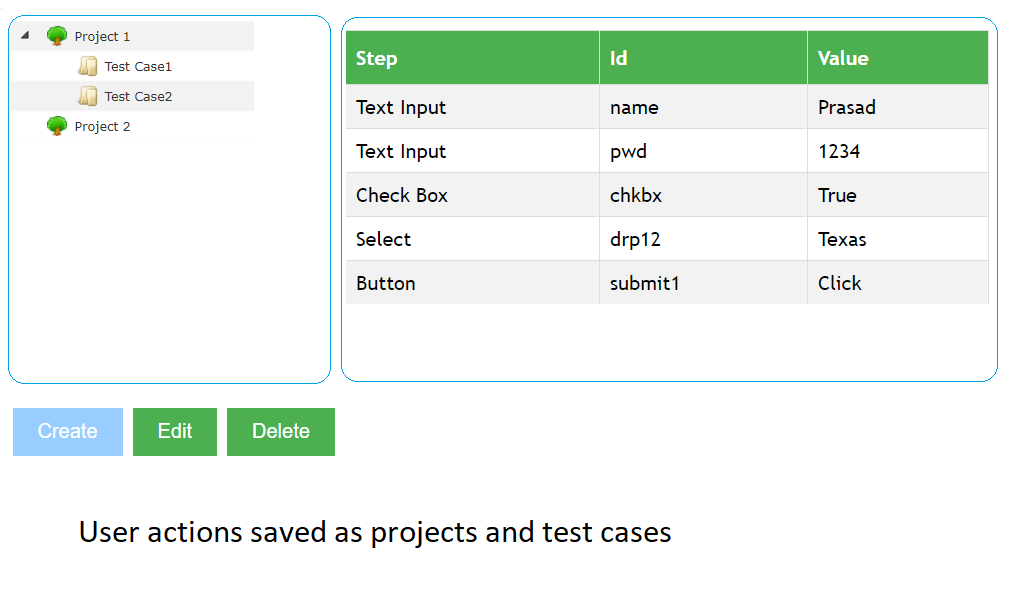 Project 1
Test Case1
Test Case2
Project 2
Step Id Value
Text Input name Prasad
Text Input pwd 1234
Check Box chkbx True
Select drp12 Texas
Button submit1 Click
Create Edit Delete
User actions saved as projects and test cases